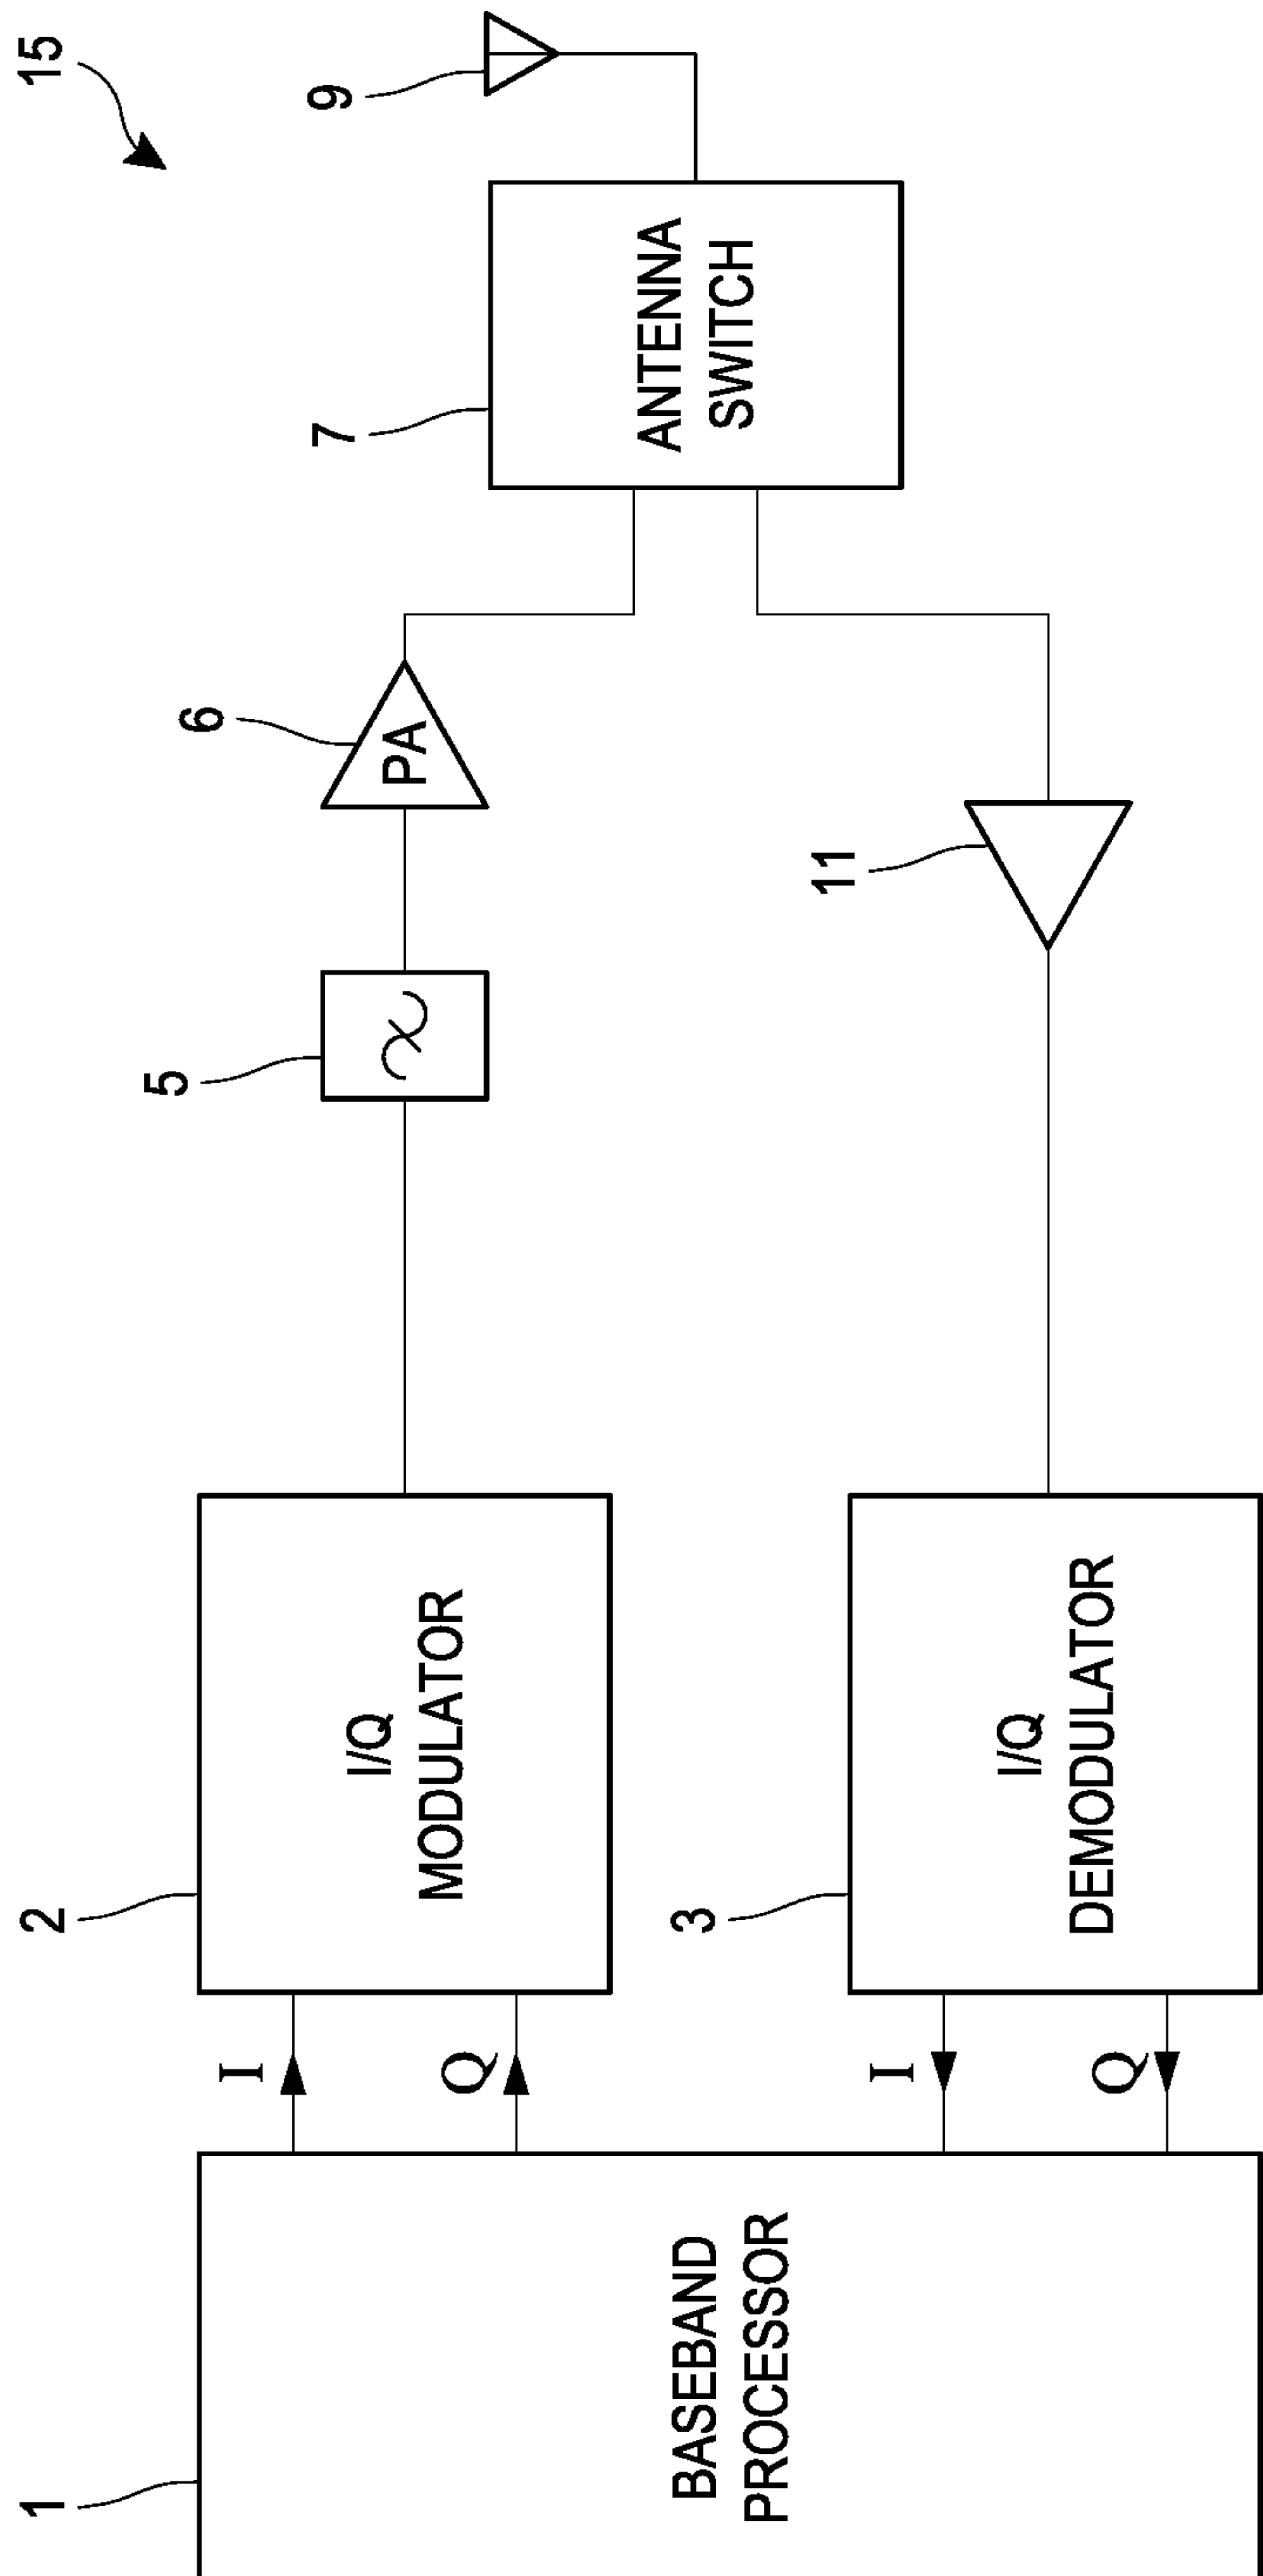 15
9
7
ANTENNA
SWITCH
6
PA
5
11
2
I/Q
MODULATOR
3
I/Q
DEMODULATOR
I
Q
I
Q
1
BASEBAND
PROCESSOR